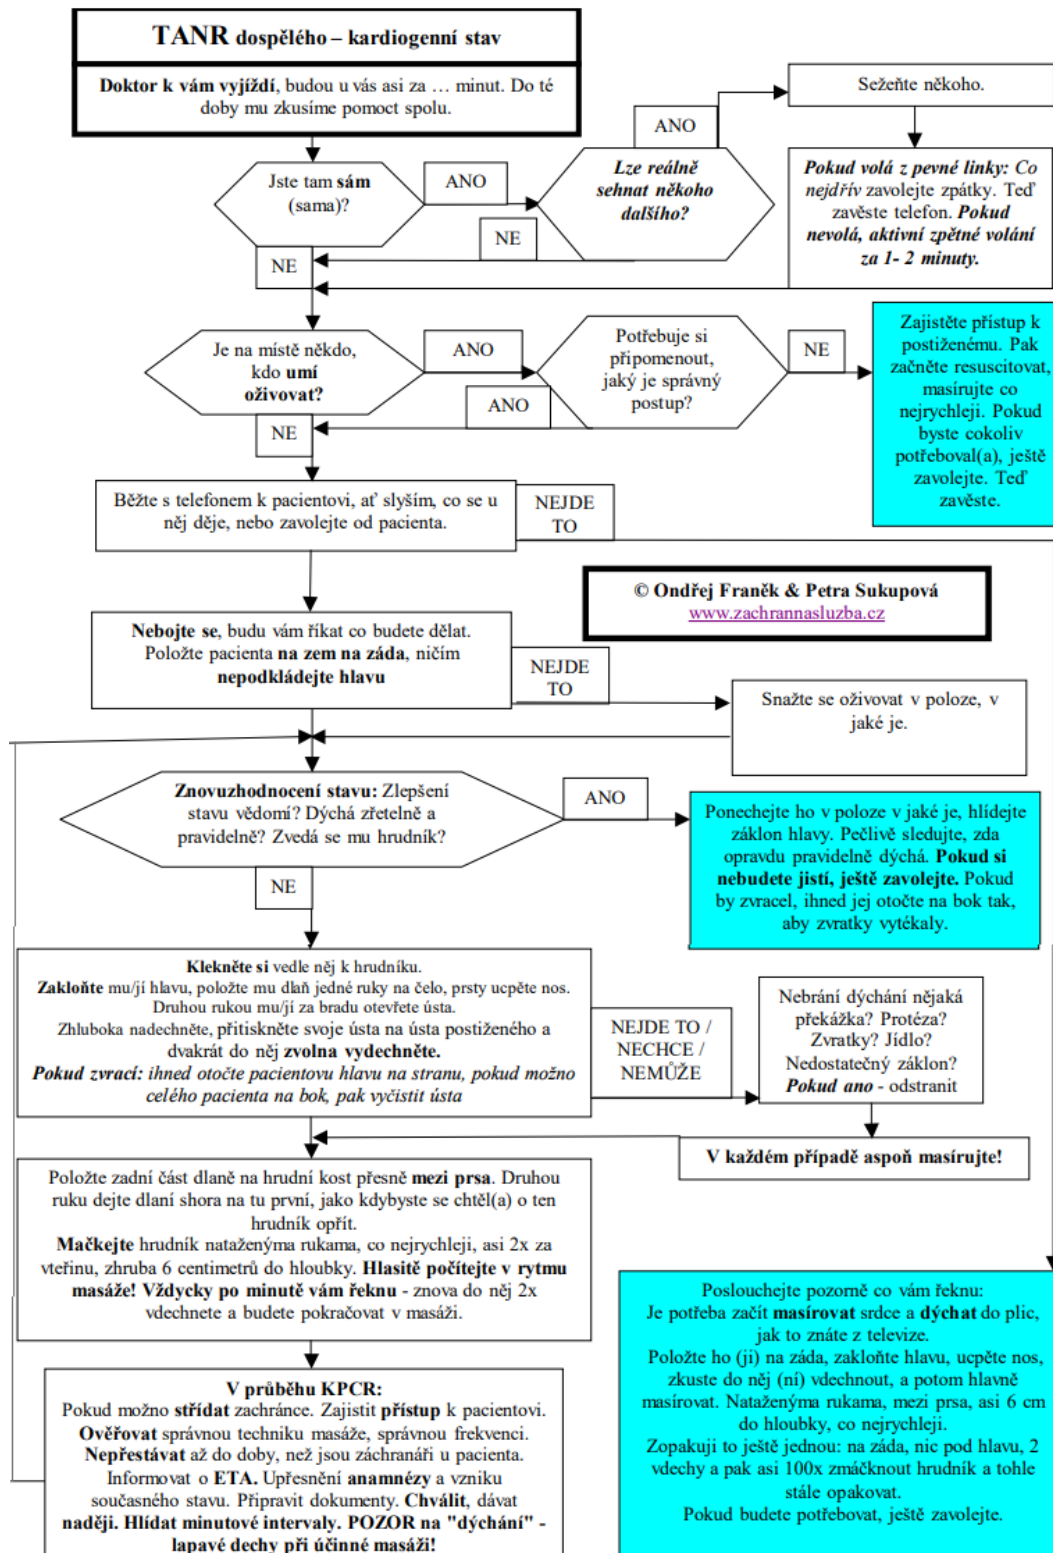 TANR dospělého – kardiogenní stav
Doktor k vám vyjíždí, budou u vás asi za … minut. Do té
doby mu zkusíme pomoct spolu.
Sežeňte někoho.
ANO
Jste tam sám
(sama)?
ANO
Lze reálně
sehnat někoho
dalšího?
Pokud volá z pevné linky: Co
nejdřív zavolejte zpátky. Teď
zavěste telefon. Pokud
nevolá, aktivní zpětné volání
za 1- 2 minuty.
NE
NE
Je na místě někdo,
kdo umí
oživovat?
ANO
Potřebuje si
připomenout,
jaký je správný
postup?
NE
Zajistěte přístup k
postiženému. Pak
začněte resuscitovat,
masírujte co
nejrychleji. Pokud
byste cokoliv
potřeboval(a), ještě
zavolejte. Teď
zavěste.
ANO
NE
Běžte s telefonem k pacientovi, ať slyším, co se u
něj děje, nebo zavolejte od pacienta.
NEJDE
TO
© Ondřej Franěk & Petra Sukupová
www.zachrannasluzba.cz
Nebojte se, budu vám říkat co budete dělat.
Položte pacienta na zem na záda, ničím
nepodkládejte hlavu
NEJDE
TO
Snažte se oživovat v poloze, v
jaké je.
Znovuzhodnocení stavu: Zlepšení
stavu vědomí? Dýchá zřetelně a
pravidelně? Zvedá se mu hrudník?
ANO
Ponechejte ho v poloze v jaké je, hlídejte
záklon hlavy. Pečlivě sledujte, zda
opravdu pravidelně dýchá. Pokud si
nebudete jistí, ještě zavolejte. Pokud
by zvracel, ihned jej otočte na bok tak,
aby zvratky vytékaly.
NE
Klekněte si vedle něj k hrudníku.
Zakloňte mu/jí hlavu, položte mu dlaň jedné ruky na čelo, prsty ucpěte nos.
Druhou rukou mu/jí za bradu otevřete ústa.
Zhluboka nadechněte, přitiskněte svoje ústa na ústa postiženého a
dvakrát do něj zvolna vydechněte.
Pokud zvrací: ihned otočte pacientovu hlavu na stranu, pokud možno
celého pacienta na bok, pak vyčistit ústa
NEJDE TO /
NECHCE /
NEMŮŽE
Nebrání dýchání nějaká
překážka? Protéza?
Zvratky? Jídlo?
Nedostatečný záklon?
Pokud ano - odstranit
V každém případě aspoň masírujte!
Položte zadní část dlaně na hrudní kost přesně mezi prsa. Druhou
ruku dejte dlaní shora na tu první, jako kdybyste se chtěl(a) o ten
hrudník opřít.
Mačkejte hrudník nataženýma rukama, co nejrychleji, asi 2x za
vteřinu, zhruba 6 centimetrů do hloubky. Hlasitě počítejte v rytmu
masáže! Vždycky po minutě vám řeknu - znova do něj 2x
vdechnete a budete pokračovat v masáži.
V průběhu KPCR:
Pokud možno střídat zachránce. Zajistit přístup k pacientovi.
Ověřovat správnou techniku masáže, správnou frekvenci.
Nepřestávat až do doby, než jsou záchranáři u pacienta.
Informovat o ETA. Upřesnění anamnézy a vzniku
současného stavu. Připravit dokumenty. Chválit, dávat
naději. Hlídat minutové intervaly. POZOR na "dýchání" -
lapavé dechy při účinné masáži!
Poslouchejte pozorně co vám řeknu:
Je potřeba začít masírovat srdce a dýchat do plic,
jak to znáte z televize.
Položte ho (ji) na záda, zakloňte hlavu, ucpěte nos,
zkuste do něj (ní) vdechnout, a potom hlavně
masírovat. Nataženýma rukama, mezi prsa, asi 6 cm
do hloubky, co nejrychleji.
Zopakuji to ještě jednou: na záda, nic pod hlavu, 2
vdechy a pak asi 100x zmáčknout hrudník a tohle
stále opakovat.
Pokud budete potřebovat, ještě zavolejte.